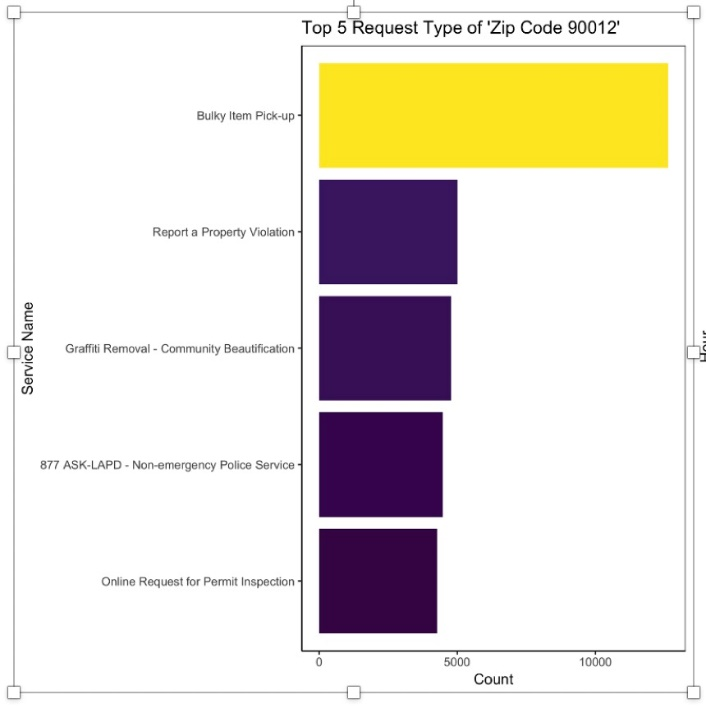 Top 5 Request Type of 'Zip Code 90012'
Bulky Item Pick-up
Report a Property Violation
Graffiti Removal - Community Beautification
877 ASK-LAPD - Non-emergency Police Service
Online Request for Permit Inspection
Service Name
0 5000 10000
Count
Hour